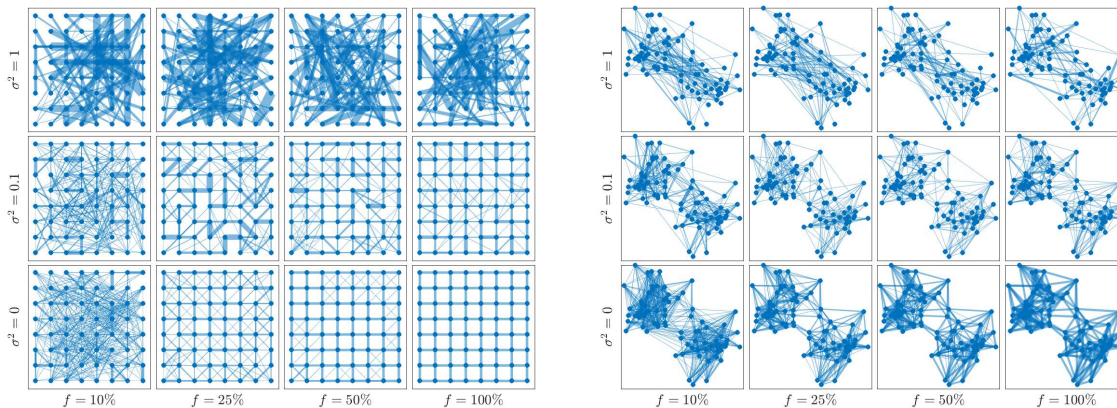 σ² = 1
σ² = 0.1
σ² = 0
f = 10%
f = 25%
f = 50%
f = 100%
σ² = 1
σ² = 0.1
σ² = 0
f = 10%
f = 25%
f = 50%
f = 100%